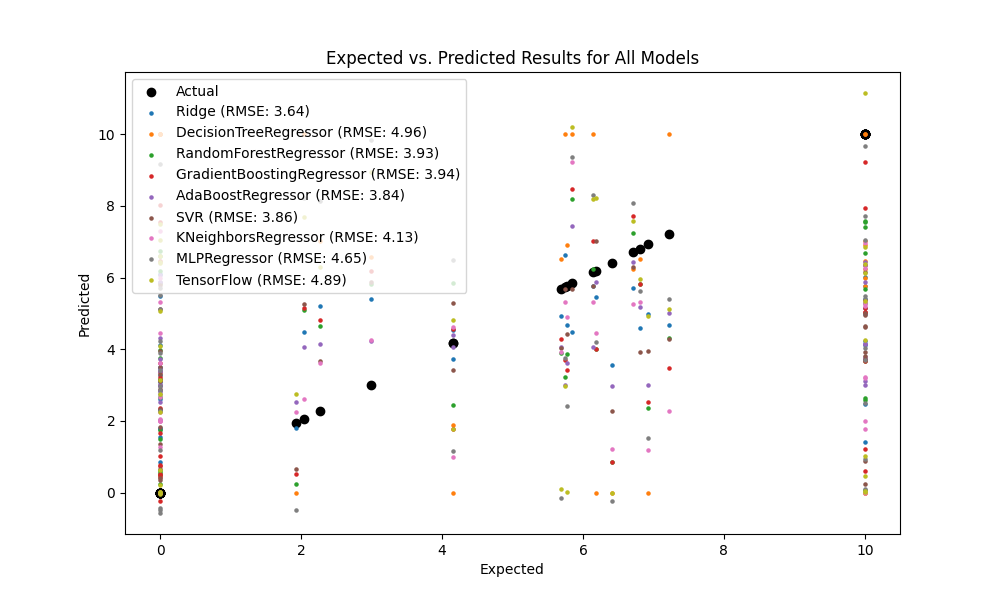 Expected vs. Predicted Results for All Models
Actual
Ridge (RMSE: 3.64)
DecisionTreeRegressor (RMSE: 4.96)
RandomForestRegressor (RMSE: 3.93)
GradientBoostingRegressor (RMSE: 3.94)
AdaBoostRegressor (RMSE: 3.84)
SVR (RMSE: 3.86)
KNeighborsRegressor (RMSE: 4.13)
MLPRegressor (RMSE: 4.65)
TensorFlow (RMSE: 4.89)
Predicted
10
8
6
4
2
0
0 2 4 6 8 10
Expected